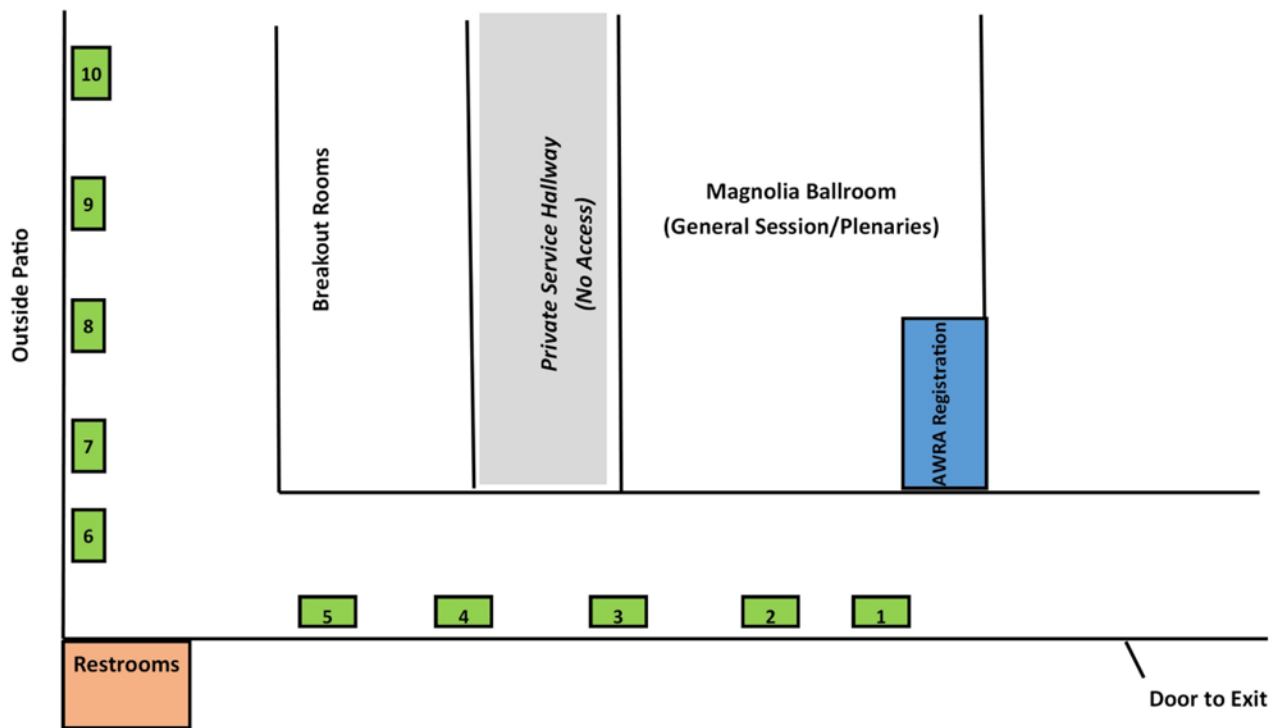 10
9
8
7
6
Outside Patio
Breakout Rooms
Private Service Hallway
(No Access)
Magnolia Ballroom
(General Session/Plenaries)
AWRA Registration
5
4
3
2
1
Restrooms
Door to Exit